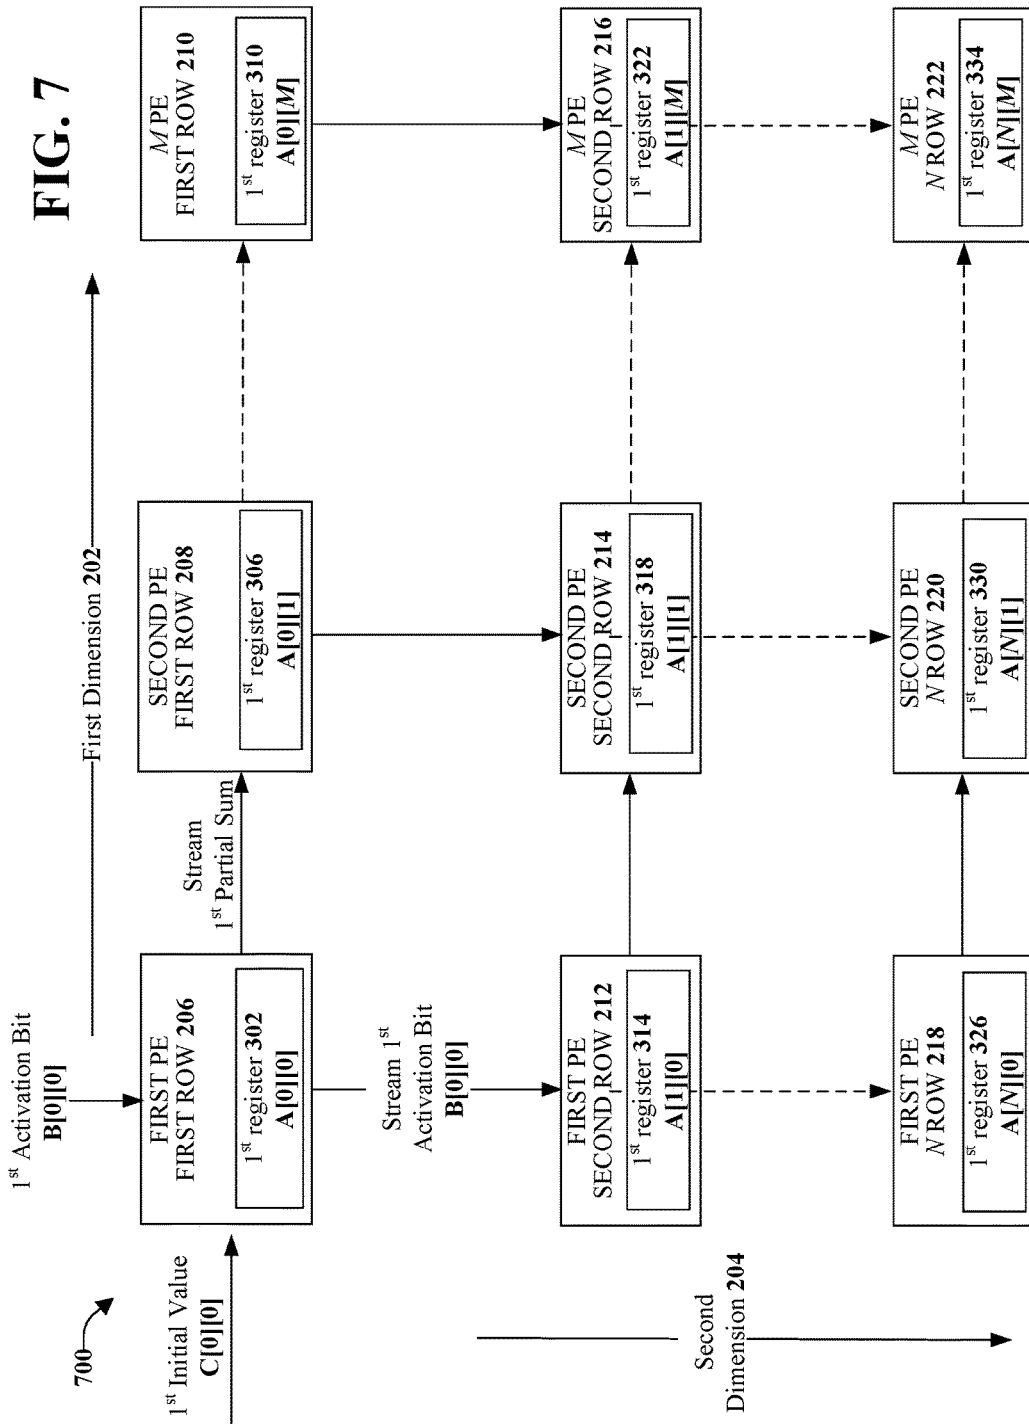 FIG. 7
700
First Dimension 202
1st Activation Bit
B[0][0]
1st Initial Value
C[0][0]
FIRST PE
FIRST ROW 206
1st register 302
A[0][0]
Stream
1st Partial Sum
SECOND PE
FIRST ROW 208
1st register 306
A[0][1]
M PE
FIRST ROW 210
1st register 310
A[0][M]
Stream 1st
Activation Bit
B[0][0]
Second
Dimension 204
FIRST PE
SECOND ROW 212
1st register 314
A[1][0]
SECOND PE
SECOND ROW 214
1st register 318
A[1][1]
M PE
SECOND ROW 216
1st register 322
A[1][M]
FIRST PE
N ROW 218
1st register 326
A[N][0]
SECOND PE
N ROW 220
1st register 330
A[N][1]
M PE
N ROW 222
1st register 334
A[N][M]